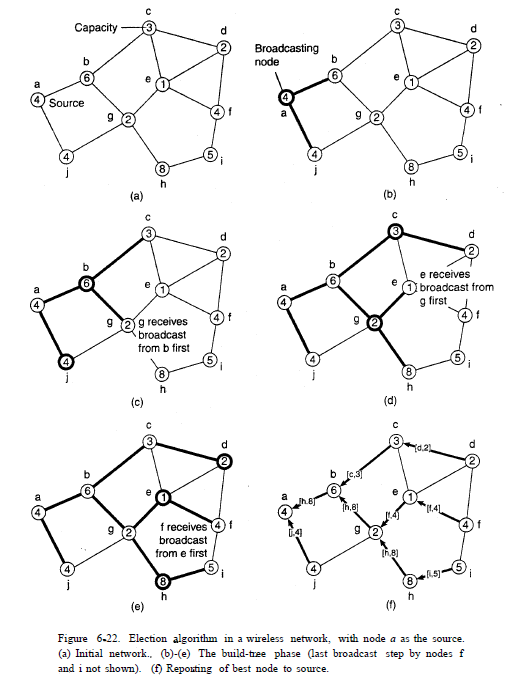 c
Capacity
3
d
2
b
6
e
1
a
4
Source
4
f
g
2
5
i
4
j
8
h
(a)
c
3
d
2
Broadcasting
node
b
6
e
1
4
a
4
f
g
2
5
i
4
j
8
h
(b)
c
3
d
2
b
6
e
1
a
4
4
f
g
2
g receives
broadcast
from b first
5
i
4
j
8
h
(c)
c
3
d
2
b
6
e
1
e receives
broadcast from
g first
a
4
4
f
g
2
5
i
4
j
8
h
(d)
c
3
d
2
b
6
e
1
a
4
4
f
g
2
f receives
broadcast
from e first
5
i
4
j
8
h
(e)
c
3
[d,2]
d
2
[c,3]
b
6
e
1
a
4
[h,8]
[h,8]
[f,4]
[f,4]
4
f
[j,4]
g
2
[h,8]
5
i
[i,5]
4
j
8
h
(f)
Figure 6-22. Election algorithm in a wireless network, with node a as the source.
(a) Initial network., (b)-(e) The build-tree phase (last broadcast step by nodes f
and i not shown). (f) Reposting of best node to source.